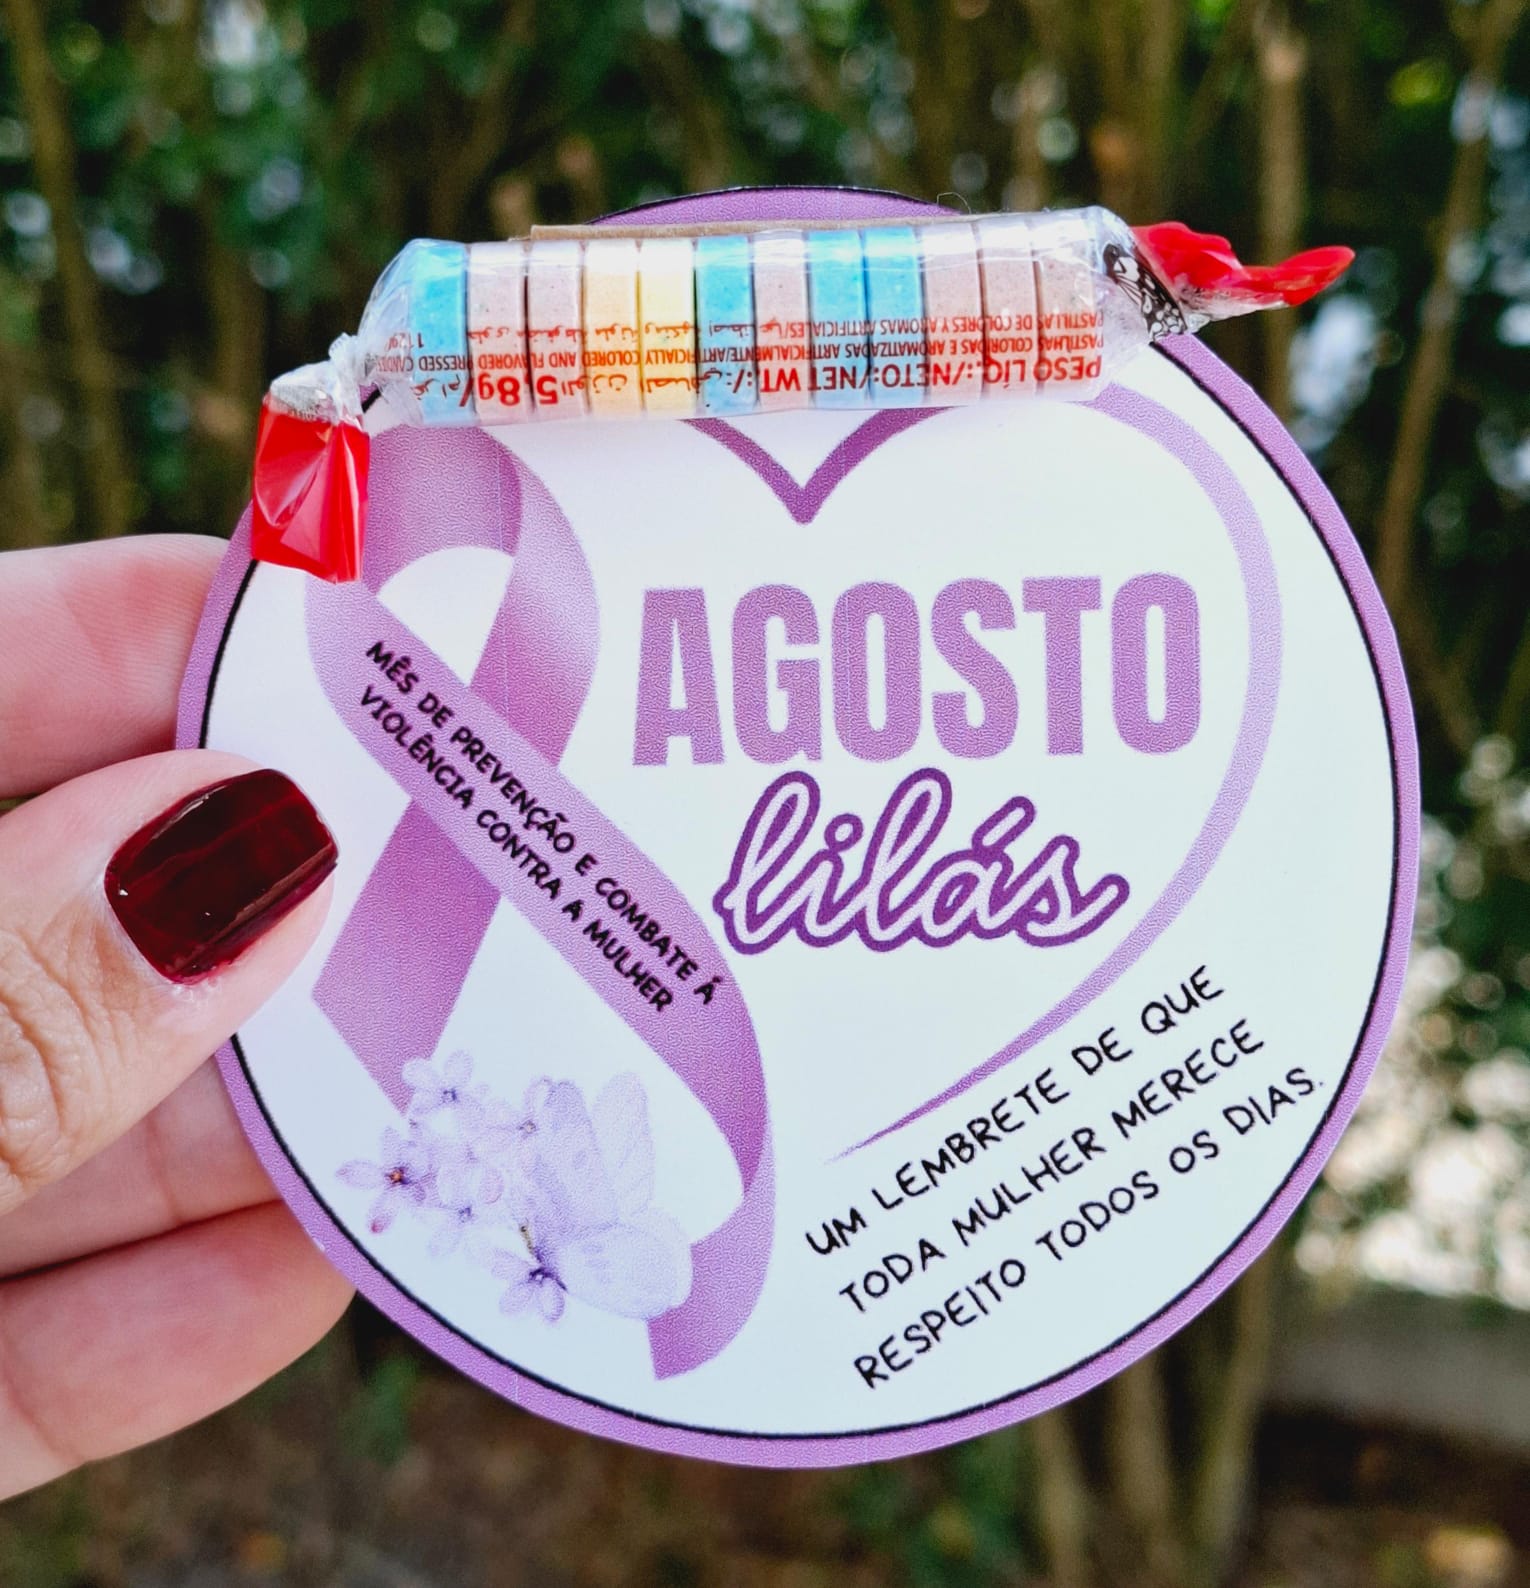 PESO LÍQ.:/NETO:/NET WT.:/
5,8g/
PASTILHAS COLORIDAS E AROMATIZADAS ARTIFICIALMENTE/ARTIFICIALLY COLORED AND FLAVORED PRESSED CANDIES
PASTILLAS DE COLORES Y AROMAS ARTIFICIALES/
AGOSTO
lilás
MÊS DE PREVENÇÃO E COMBATE Á
VIOLÊNCIA CONTRA A MULHER
UM LEMBRETE DE QUE
TODA MULHER MERECE
RESPEITO TODOS OS DIAS.